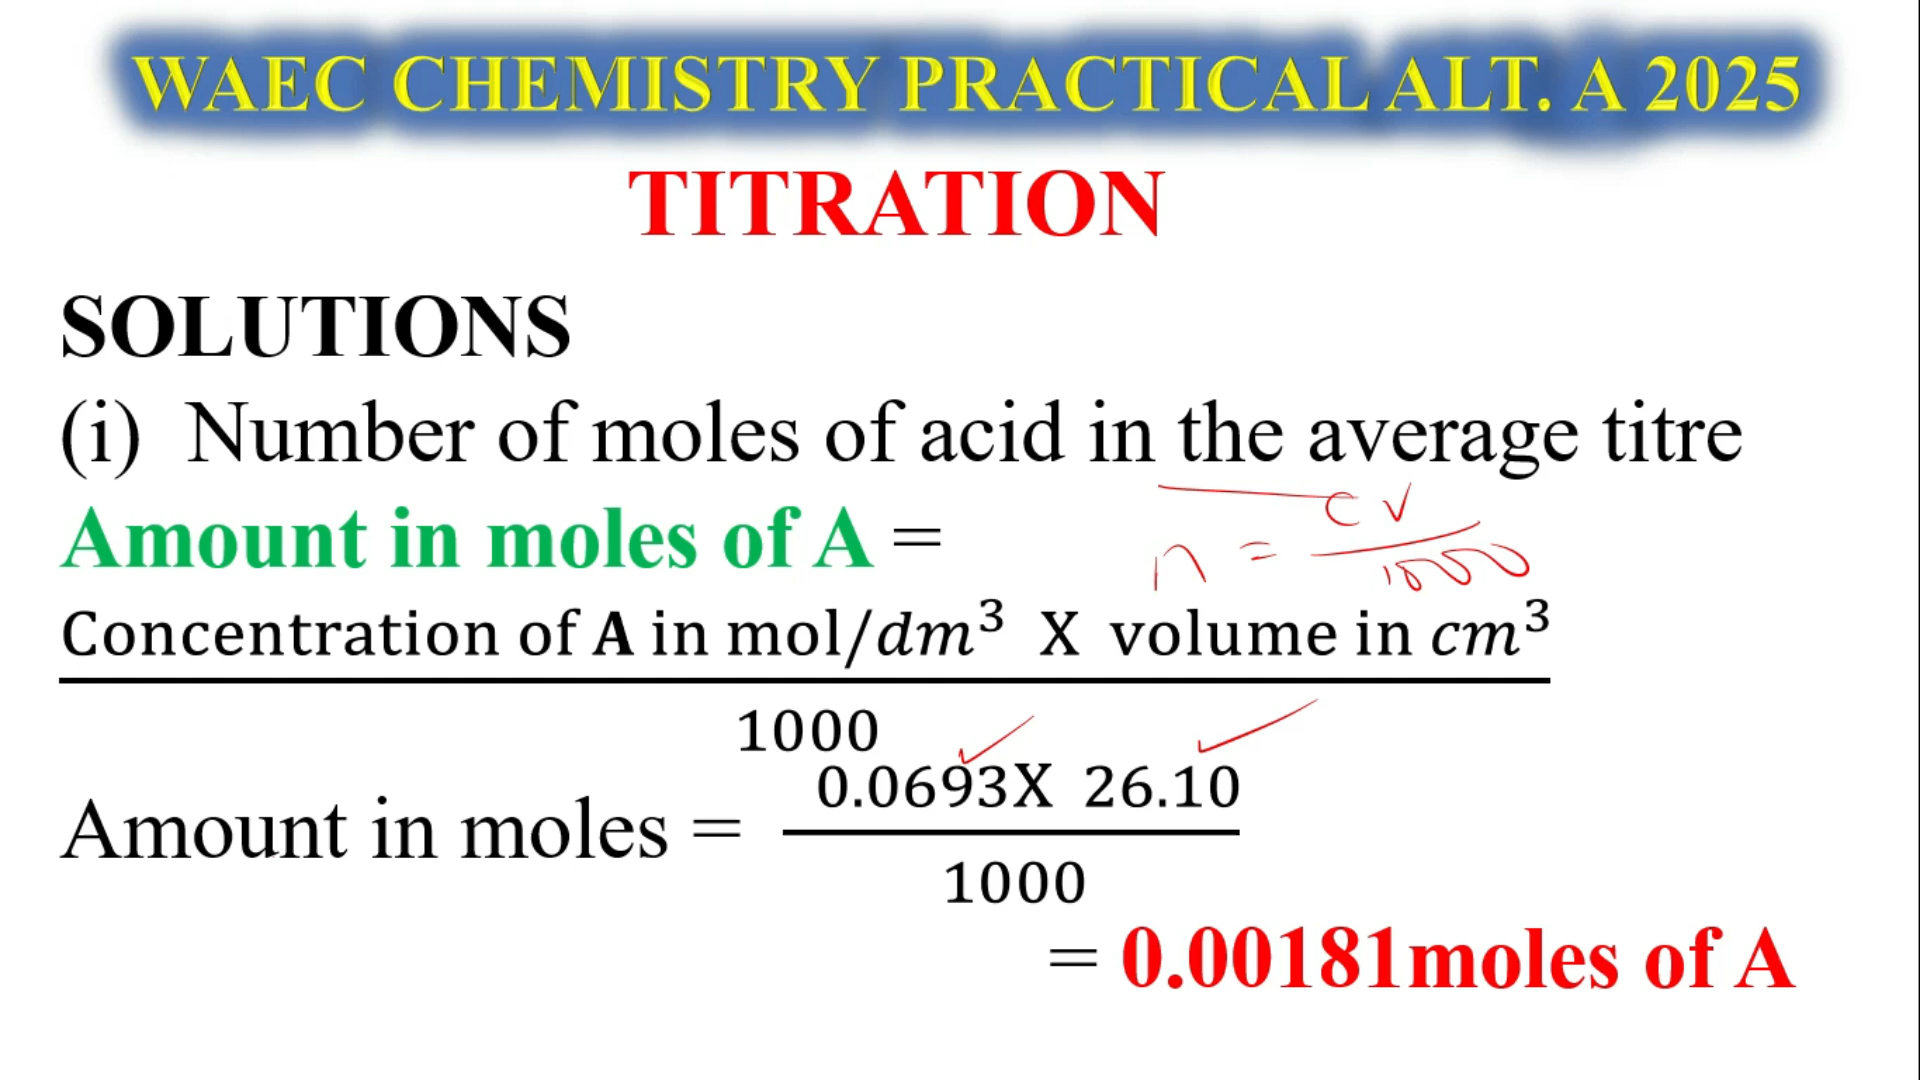 WAEC CHEMISTRY PRACTICAL ALT. A 2025
TITRATION
SOLUTIONS
(i) Number of moles of acid in the average titre
Amount in moles of A =
n = CV/1000
Concentration of A in mol/dm³ X volume in cm³
1000
0.0693X 26.10
Amount in moles =
1000
= 0.00181moles of A